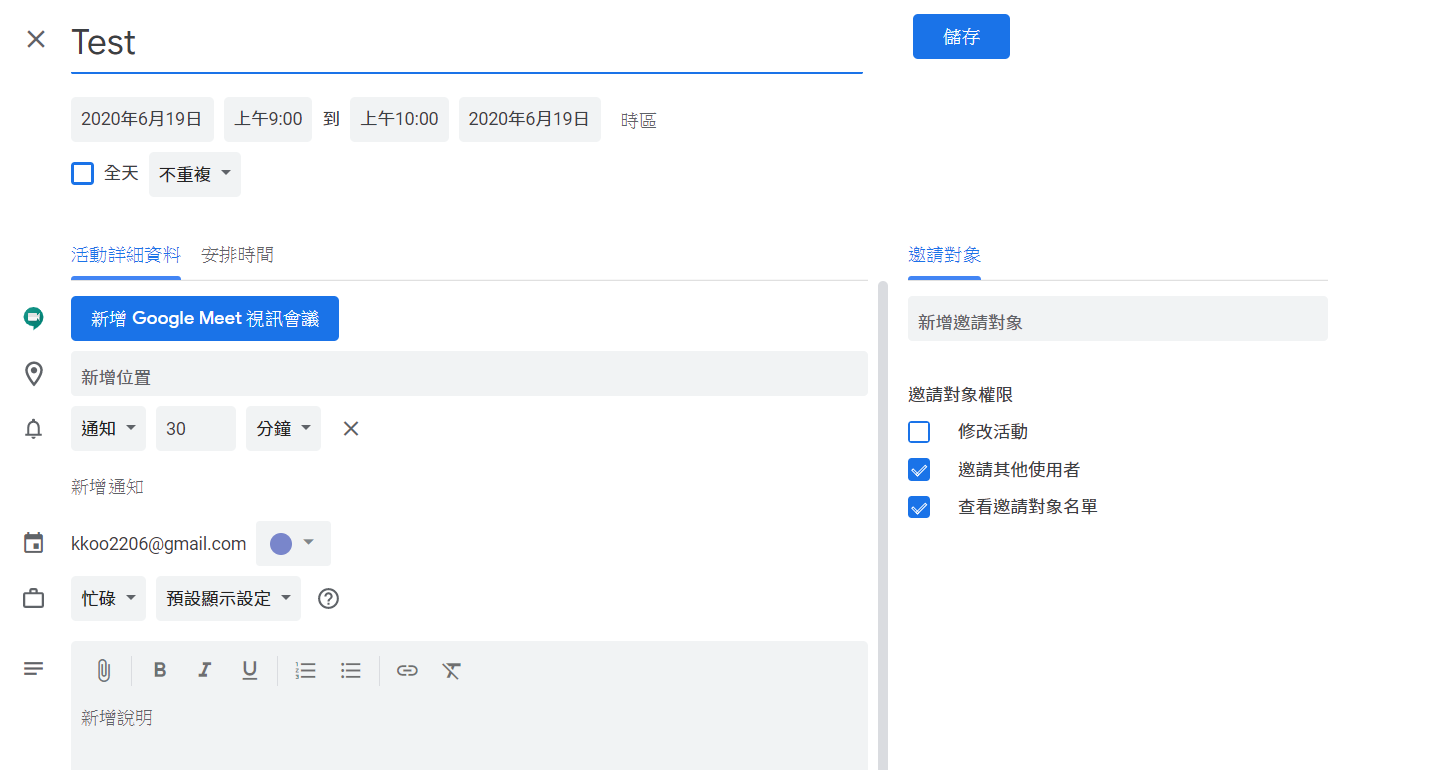 Test
儲存
2020年6月19日 上午9:00 到 上午10:00 2020年6月19日 時區
全天 不重複
活動詳細資料 安排時間
邀請對象
新增 Google Meet 視訊會議
新增邀請對象
新增位置
邀請對象權限
通知 30 分鐘
修改活動
邀請其他使用者
新增通知
查看邀請對象名單
kkoo2206@gmail.com
忙碌 預設顯示設定
B I U
新增說明